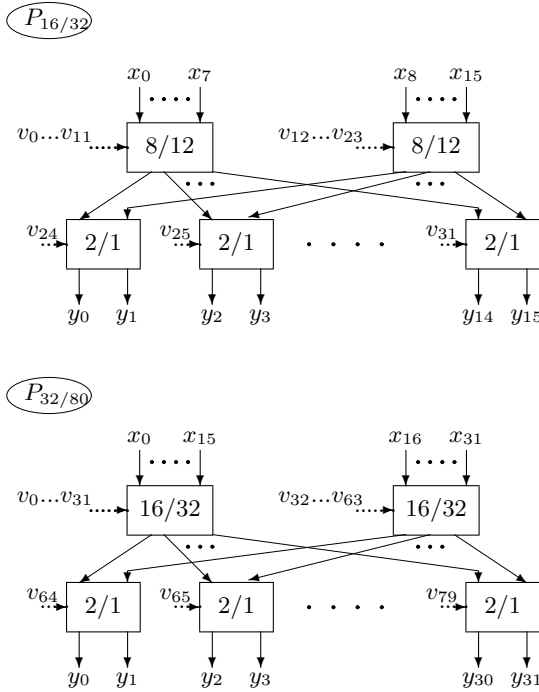 P16/32
x0 x7 x8 x15
v0...v11 8/12 v12...v23 8/12
v24 2/1 v25 2/1 v31 2/1
y0 y1 y2 y3 y14 y15
P32/80
x0 x15 x16 x31
v0...v31 16/32 v32...v63 16/32
v64 2/1 v65 2/1 v79 2/1
y0 y1 y2 y3 y30 y31